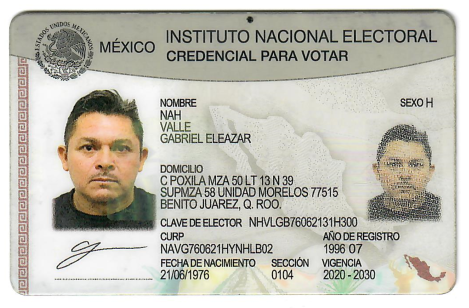 ESTADOS UNIDOS MEXICANOS
MÉXICO
INSTITUTO NACIONAL ELECTORAL
CREDENCIAL PARA VOTAR
NOMBRE
SEXO H
NAH
VALLE
GABRIEL ELEAZAR
DOMICILIO
C POXILA MZA 50 LT 13 N 39
SUPMZA 58 UNIDAD MORELOS 77515
BENITO JUAREZ, Q. ROO,
CLAVE DE ELECTOR NHVLGB76062131H300
CURP
AÑO DE REGISTRO
NAVG760621HYNHLB02
1996 07
FECHA DE NACIMIENTO
SECCIÓN
VIGENCIA
21/06/1976
0104
2020 - 2030